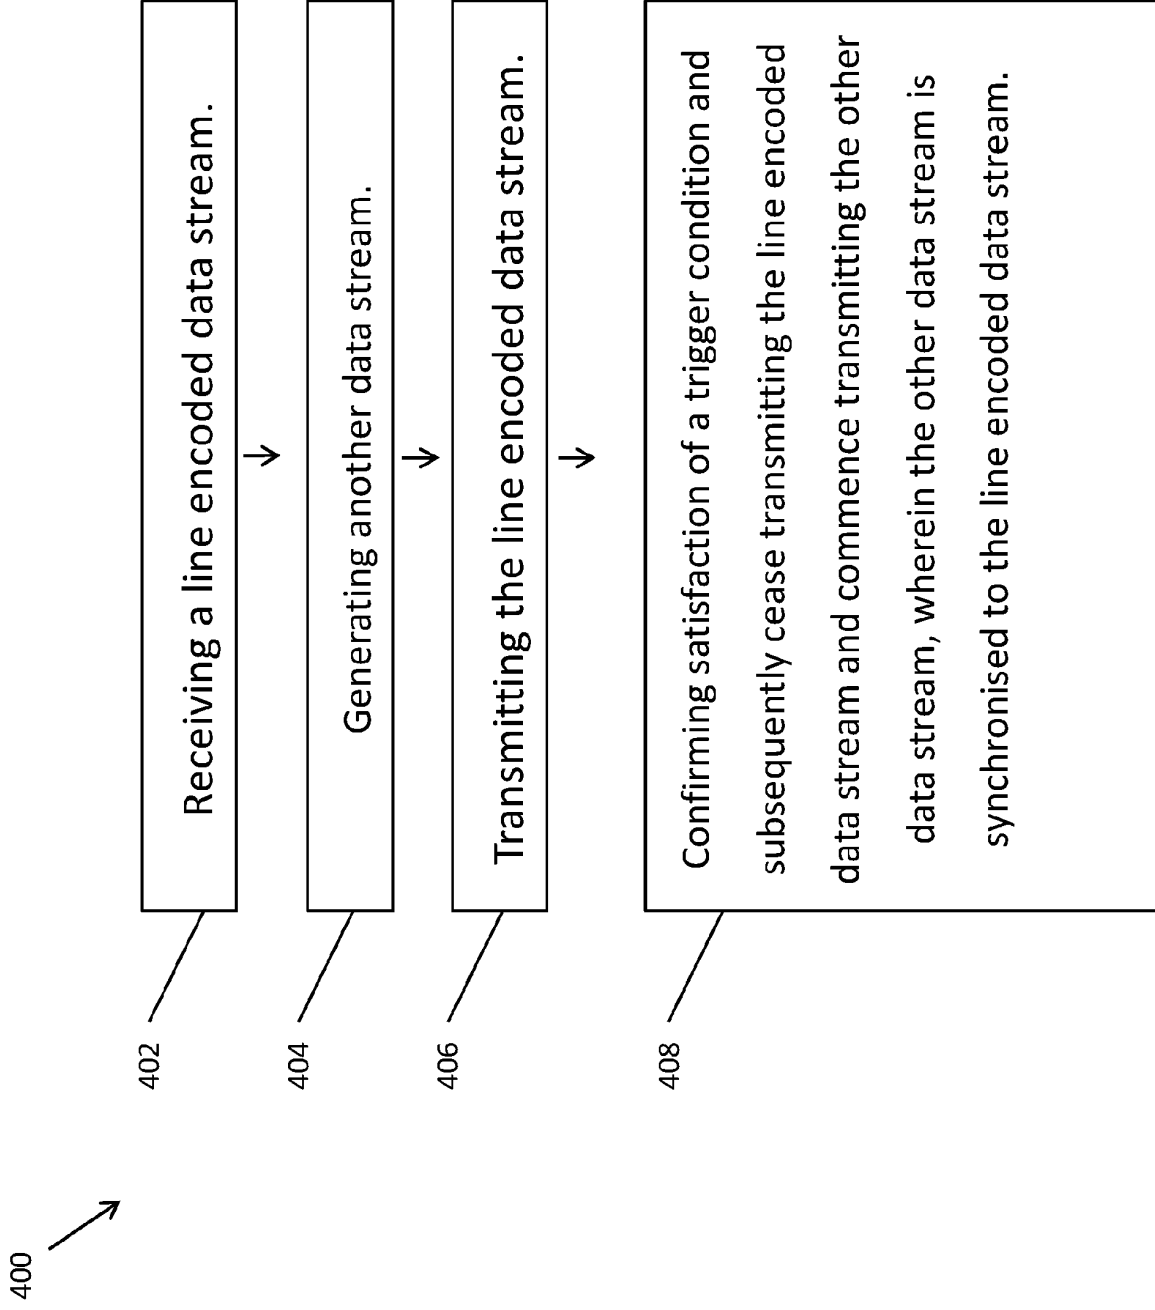 400
402
Receiving a line encoded data stream.
404
Generating another data stream.
406
Transmitting the line encoded data stream.
408
Confirming satisfaction of a trigger condition and
subsequently cease transmitting the line encoded
data stream and commence transmitting the other
data stream, wherein the other data stream is
synchronised to the line encoded data stream.